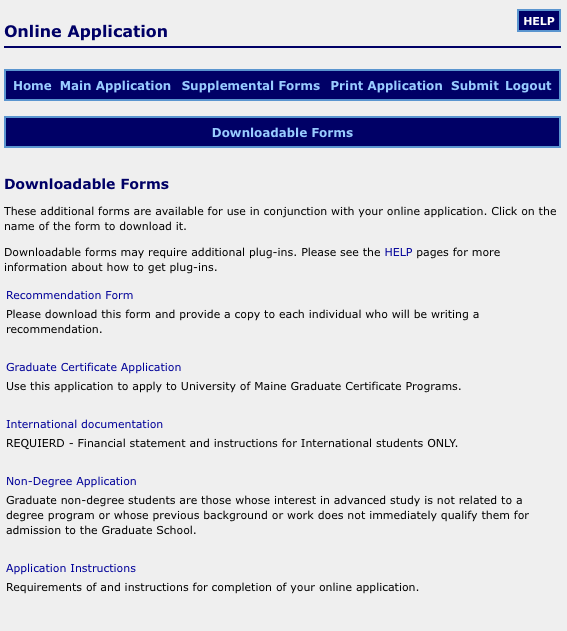 HELP
Online Application
Home Main Application Supplemental Forms Print Application Submit Logout
Downloadable Forms
Downloadable Forms
These additional forms are available for use in conjunction with your online application. Click on the
name of the form to download it.
Downloadable forms may require additional plug-ins. Please see the HELP pages for more
information about how to get plug-ins.
Recommendation Form
Please download this form and provide a copy to each individual who will be writing a
recommendation.
Graduate Certificate Application
Use this application to apply to University of Maine Graduate Certificate Programs.
International documentation
REQUIERD - Financial statement and instructions for International students ONLY.
Non-Degree Application
Graduate non-degree students are those whose interest in advanced study is not related to a
degree program or whose previous background or work does not immediately qualify them for
admission to the Graduate School.
Application Instructions
Requirements of and instructions for completion of your online application.